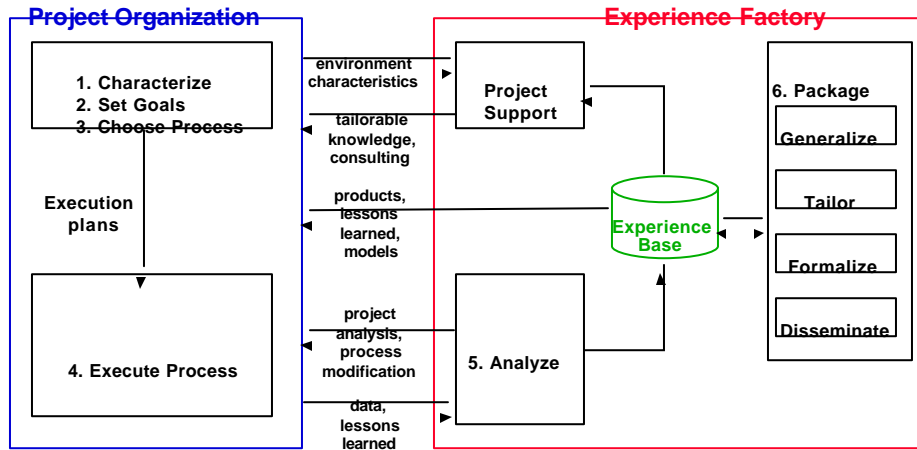 Project Organization
Experience Factory
1. Characterize
2. Set Goals
3. Choose Process
Execution
plans
4. Execute Process
environment
characteristics
tailorable
knowledge,
consulting
products,
lessons
learned,
models
project
analysis,
process
modification
data,
lessons
learned
Project
Support
5. Analyze
Experience
Base
6. Package
Generalize
Tailor
Formalize
Disseminate